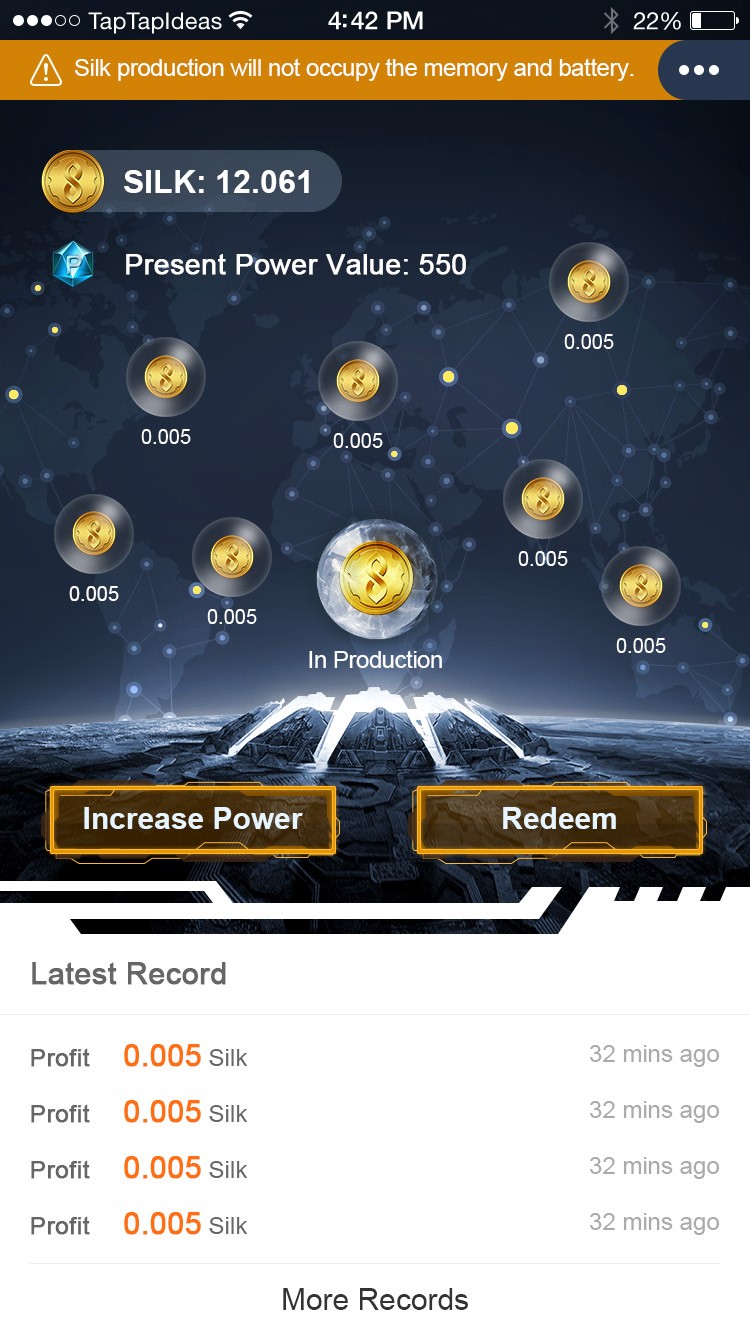 TapTapIdeas 4:42 PM 22%
Silk production will not occupy the memory and battery.
SILK: 12.061
Present Power Value: 550
0.005
0.005
0.005
0.005
0.005
0.005
0.005
In Production
Increase Power Redeem
Latest Record
Profit 0.005 Silk 32 mins ago
Profit 0.005 Silk 32 mins ago
Profit 0.005 Silk 32 mins ago
Profit 0.005 Silk 32 mins ago
More Records